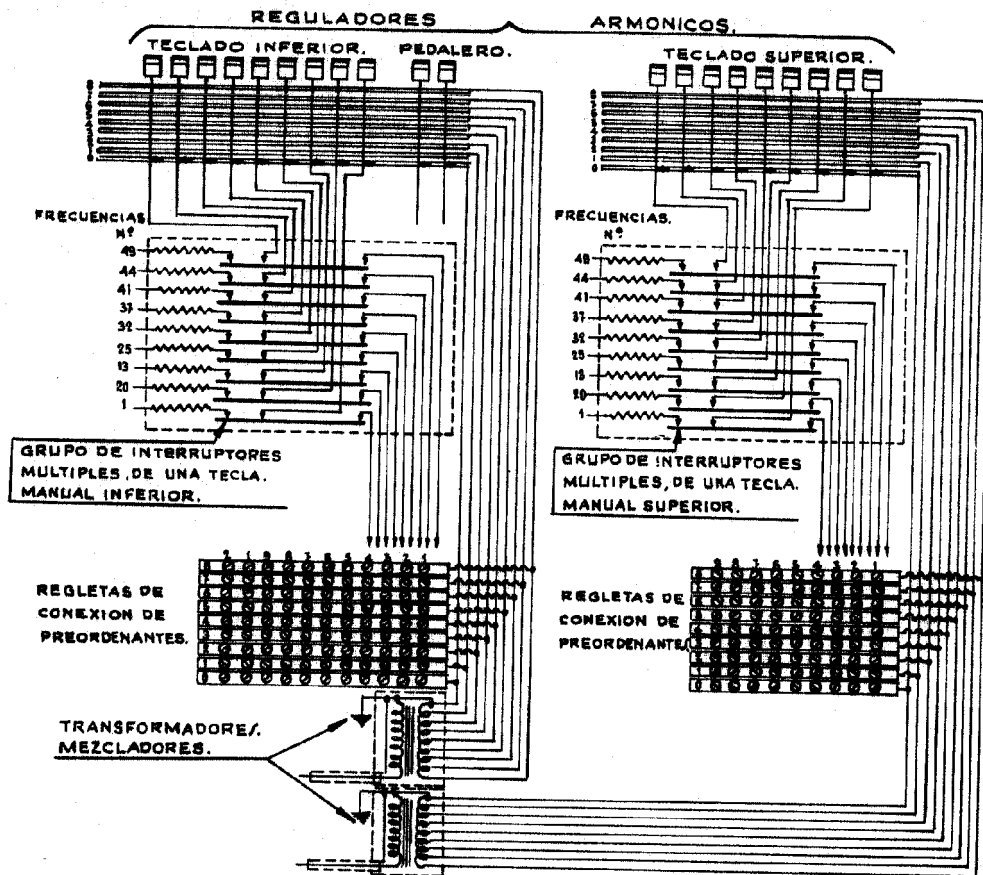 REGULADORES ARMONICOS.
TECLADO INFERIOR. PEDALERO. TECLADO SUPERIOR.
FRECUENCIAS.
Nº
49
44
41
37
32
25
13
20
1
FRECUENCIAS.
Nº
49
44
41
37
32
25
13
20
1
GRUPO DE INTERRUPTORES
MULTIPLES, DE UNA TECLA.
MANUAL INFERIOR.
GRUPO DE INTERRUPTORES
MULTIPLES, DE UNA TECLA.
MANUAL SUPERIOR.
REGLETAS DE
CONEXION DE
PREORDENANTES.
REGLETAS DE
CONEXION DE
PREORDENANTES
TRANSFORMADORES.
MEZCLADORES.